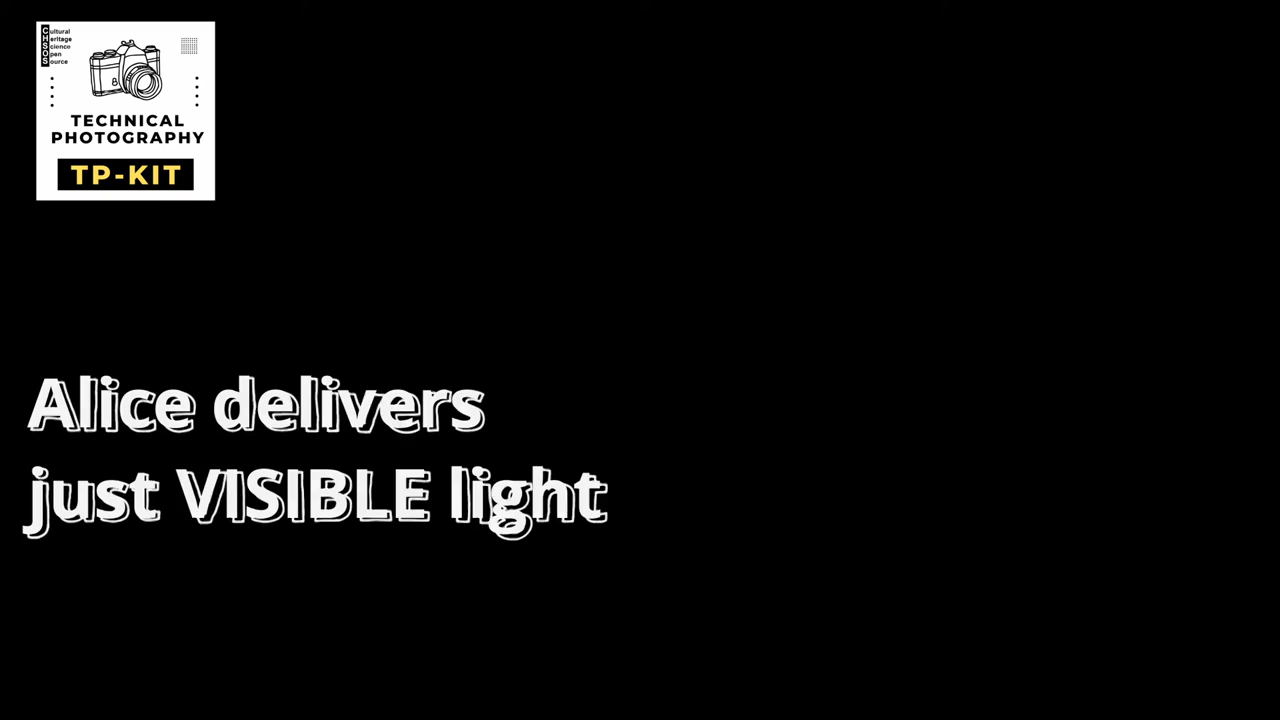 Cultural
Heritage
Science
Open
Source
TECHNICAL
PHOTOGRAPHY
TP-KIT
Alice delivers
just VISIBLE light